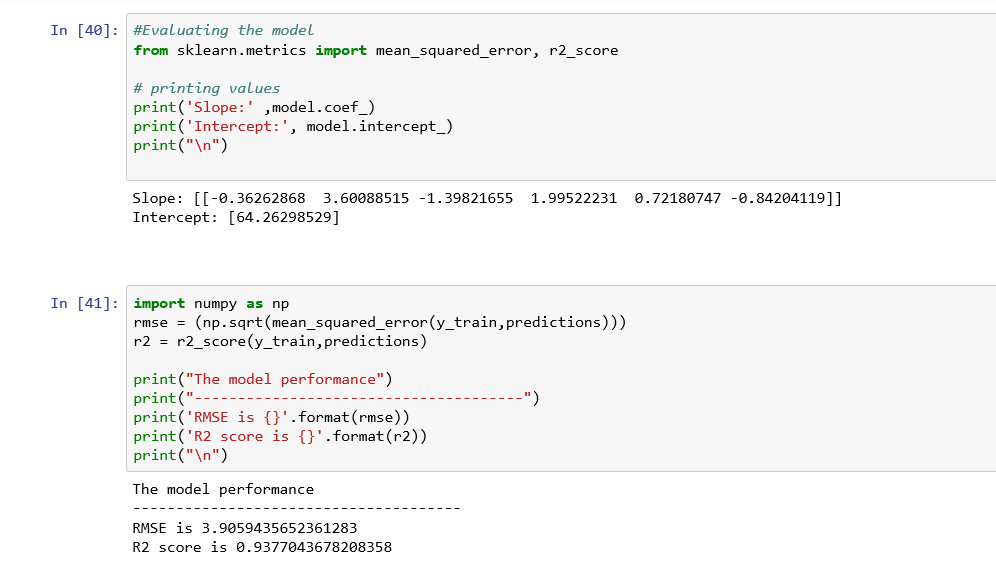 In [40]: #Evaluating the model
from sklearn.metrics import mean_squared_error, r2_score
# printing values
print('Slope:' ,model.coef_)
print('Intercept:', model.intercept_)
print("\n")
Slope: [[-0.36262868  3.60088515 -1.39821655  1.99522231  0.72180747 -0.84204119]]
Intercept: [64.26298529]
In [41]: import numpy as np
rmse = (np.sqrt(mean_squared_error(y_train,predictions)))
r2 = r2_score(y_train,predictions)
print("The model performance")
print("--------------------------------------")
print('RMSE is {}'.format(rmse))
print('R2 score is {}'.format(r2))
print("\n")
The model performance
--------------------------------------
RMSE is 3.9059435652361283
R2 score is 0.9377043678208358